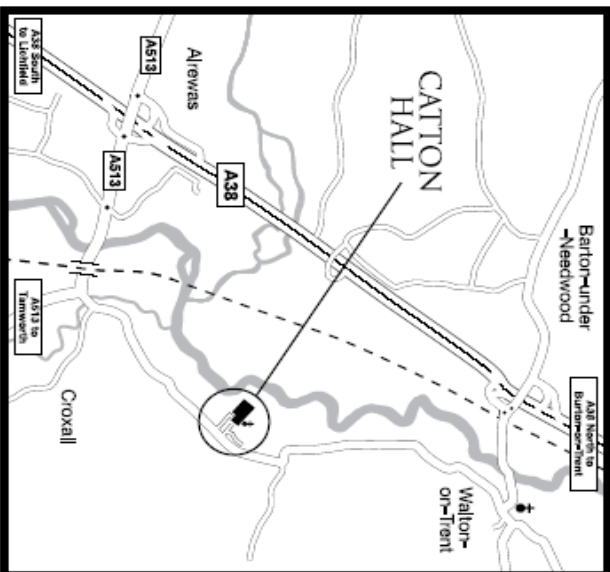 Barton-under
-Needwood
A38 North to
Burton-on-Trent
Walton-
on-Trent
CATTON
HALL
A38
Alrewas
A513
A513
Croxall
A38 South
to Lichfield
A513 to
Tamworth